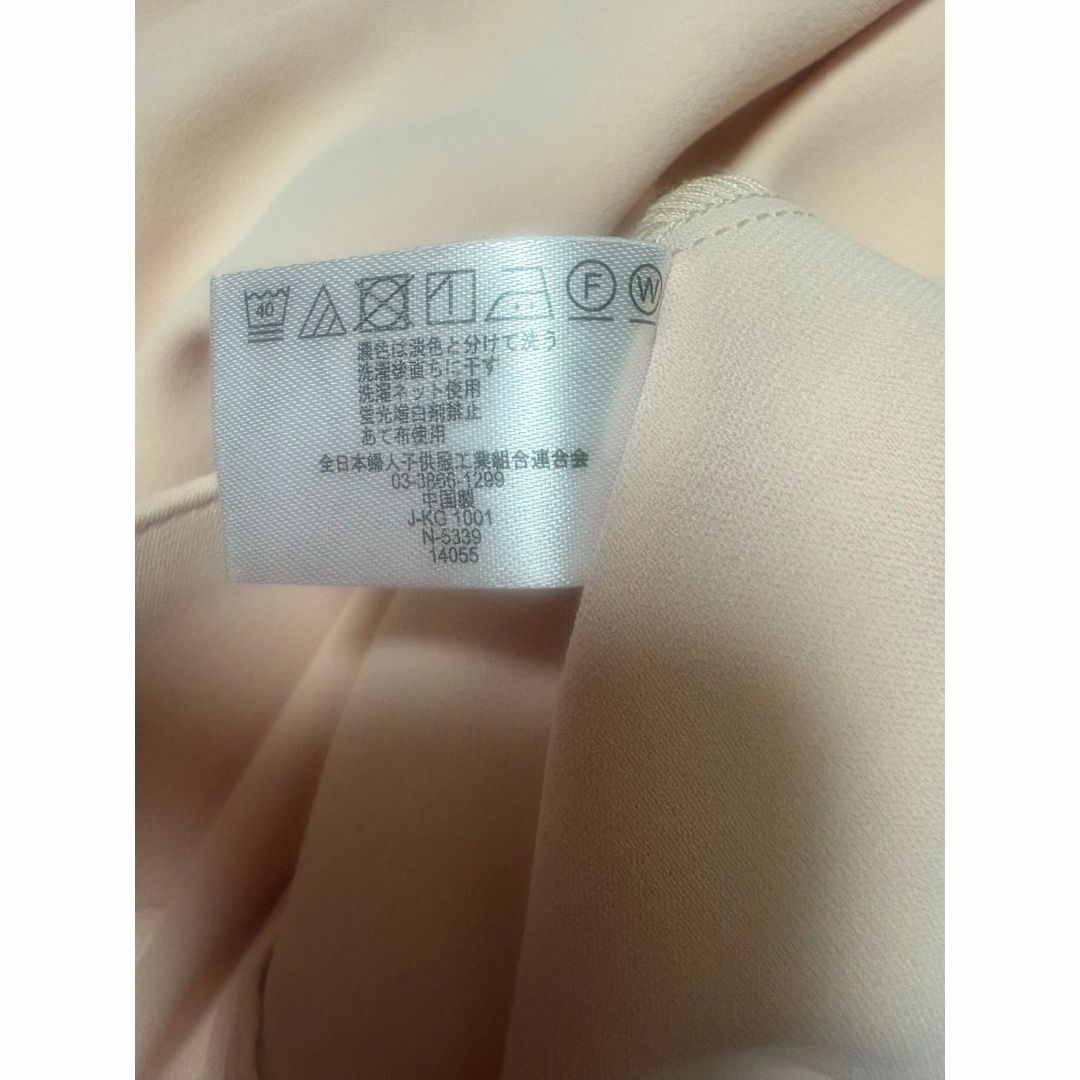 40 F W
濃色は淡色と分けて洗う
洗濯後直ちに干す
洗濯ネット使用
蛍光増白剤禁止
あて布使用
全日本婦人子供服工業組合連合会
03-3866-1299
中国製
J-KC 1001
N-5339
14055